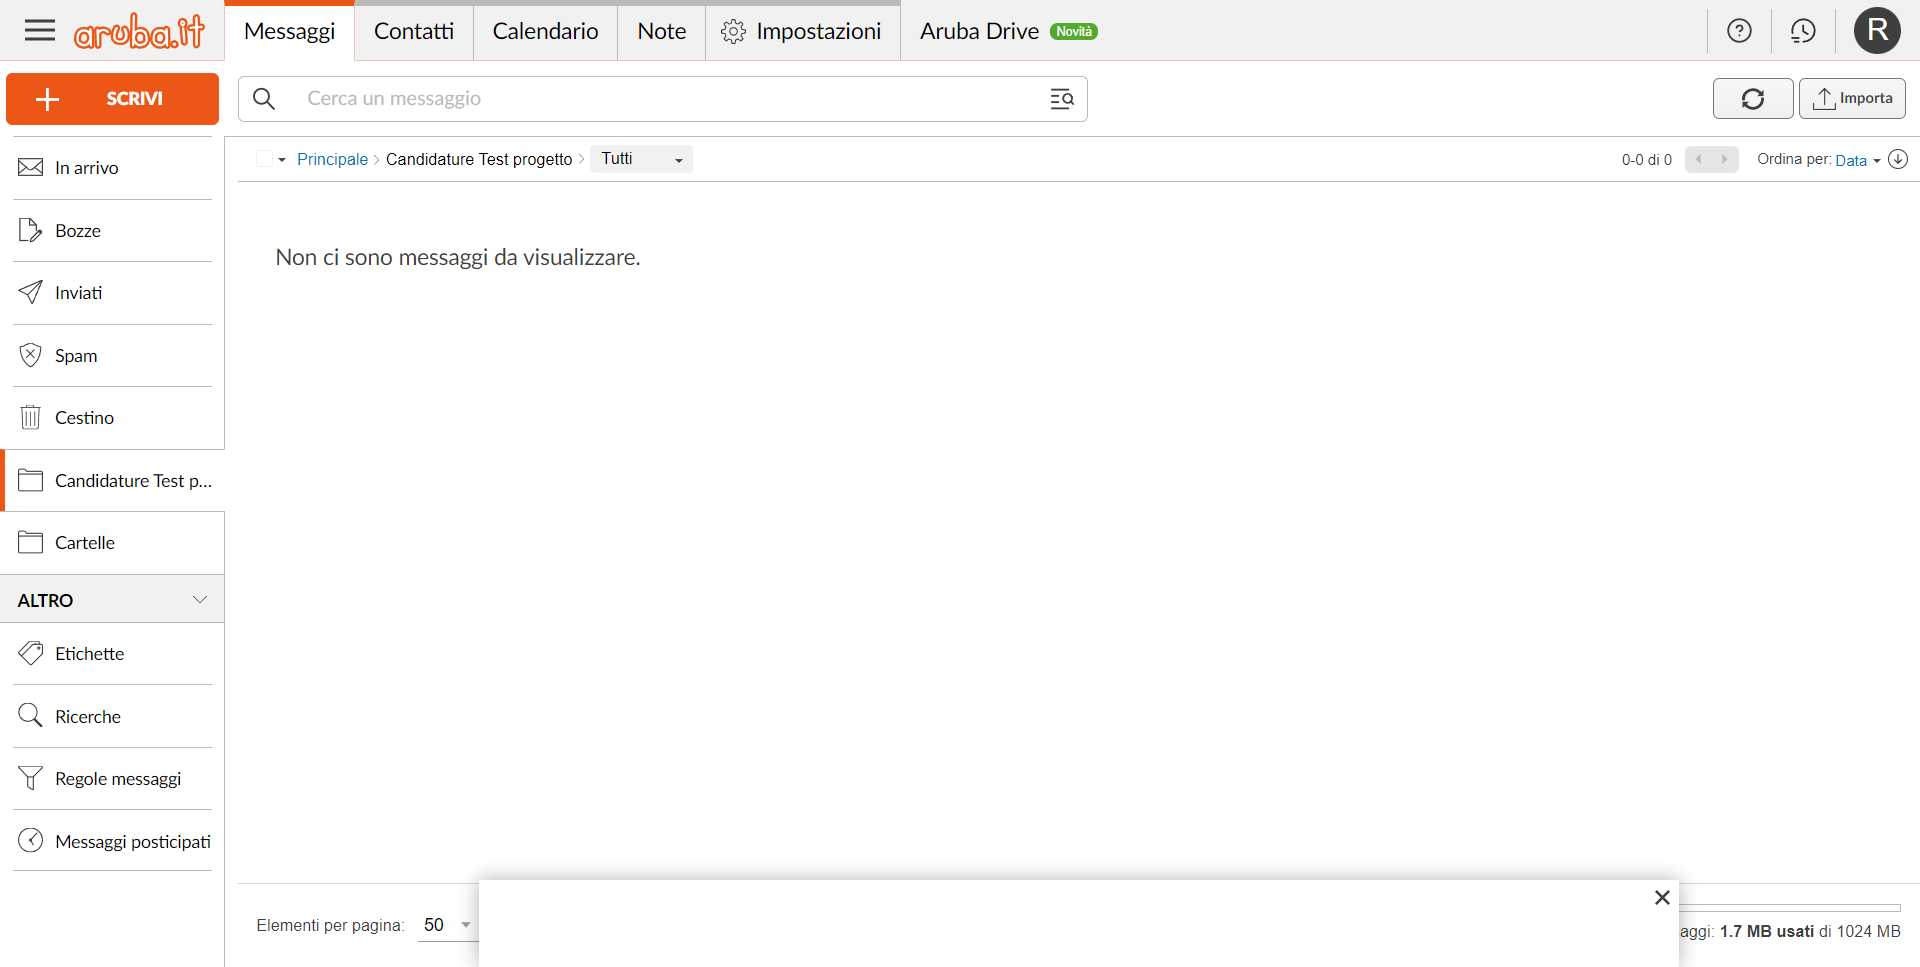 aruba.it
Messaggi
Contatti
Calendario
Note
Impostazioni
Aruba Drive Novità
R
SCRIVI
Cerca un messaggio
Importa
In arrivo
Bozze
Inviati
Spam
Cestino
Candidature Test p...
Cartelle
ALTRO
Etichette
Ricerche
Regole messaggi
Messaggi posticipati
Principale > Candidature Test progetto > Tutti
0-0 di 0
Ordina per: Data
Non ci sono messaggi da visualizzare.
Elementi per pagina: 50
aggi: 1.7 MB usati di 1024 MB